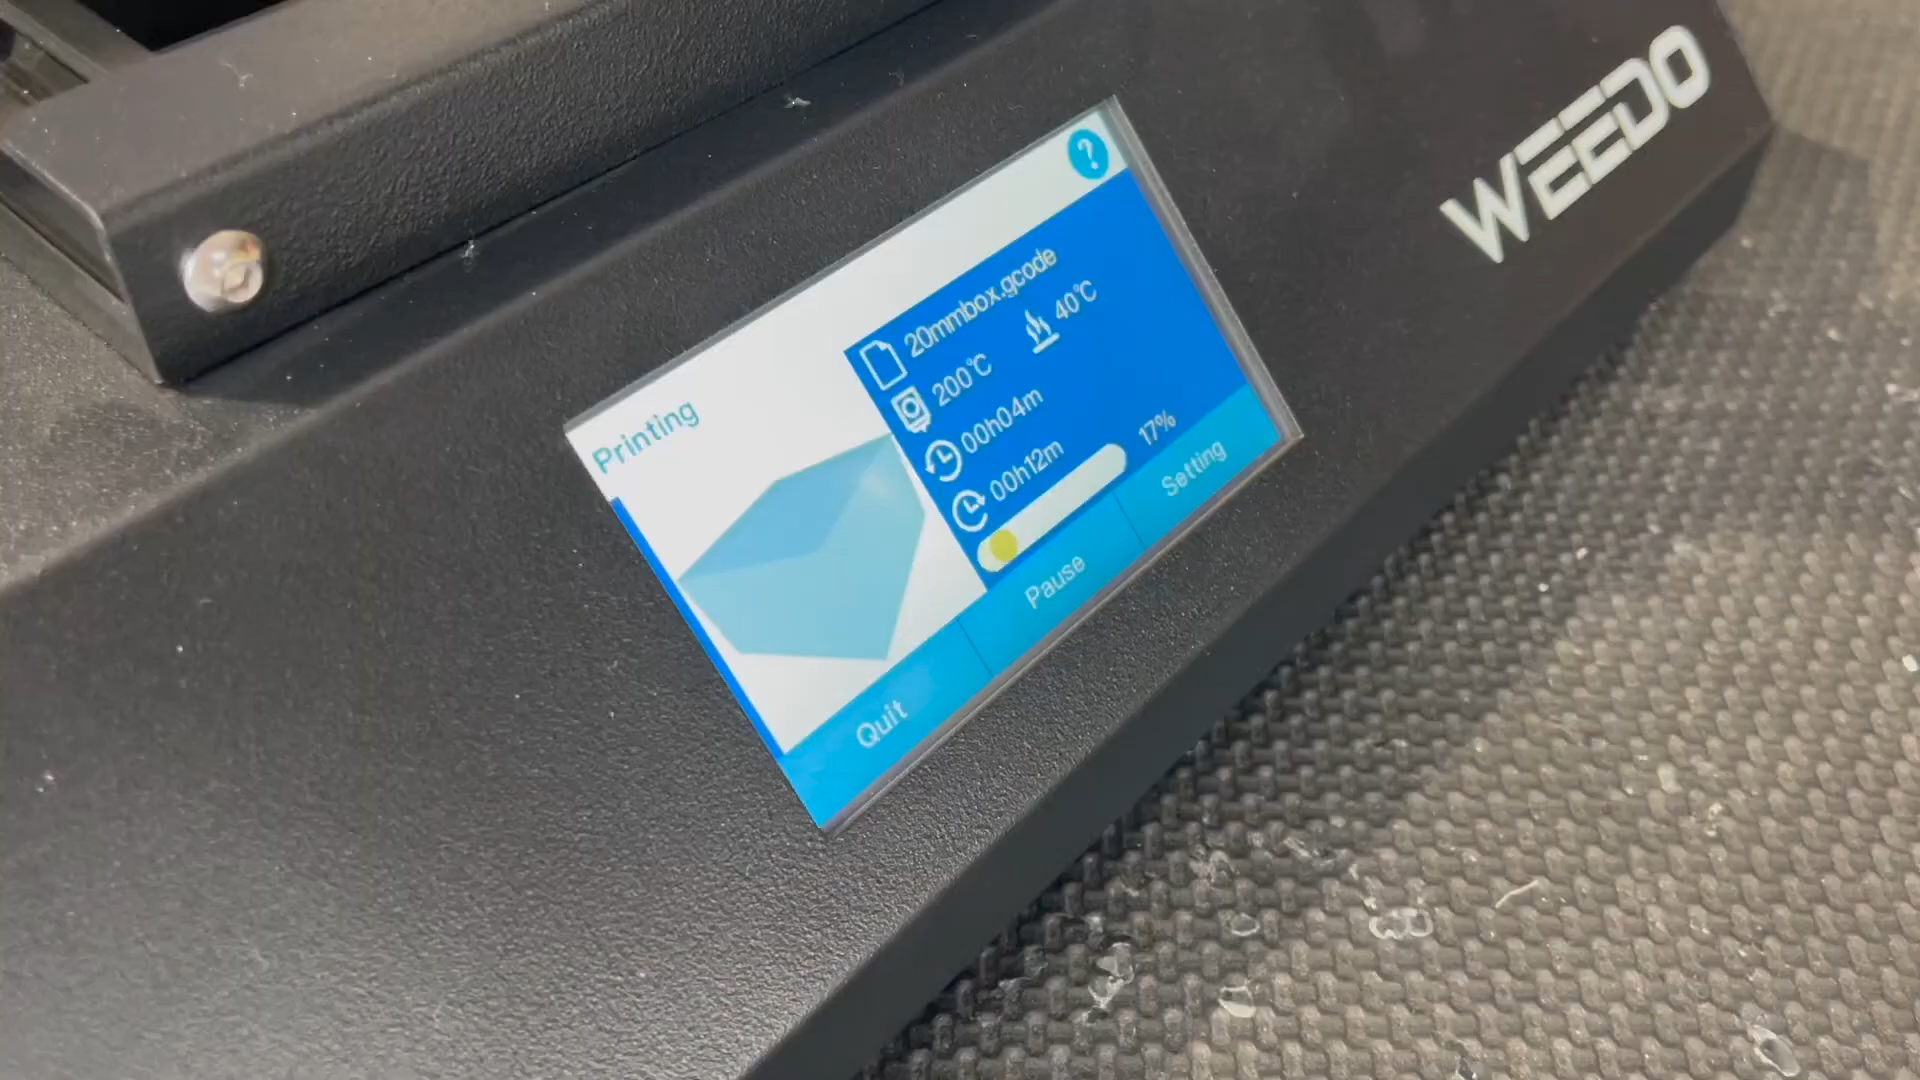 WEEDO
?
Printing
20mmbox.gcode
200℃ 40℃
00h04m
00h12m
17%
Quit Pause Setting